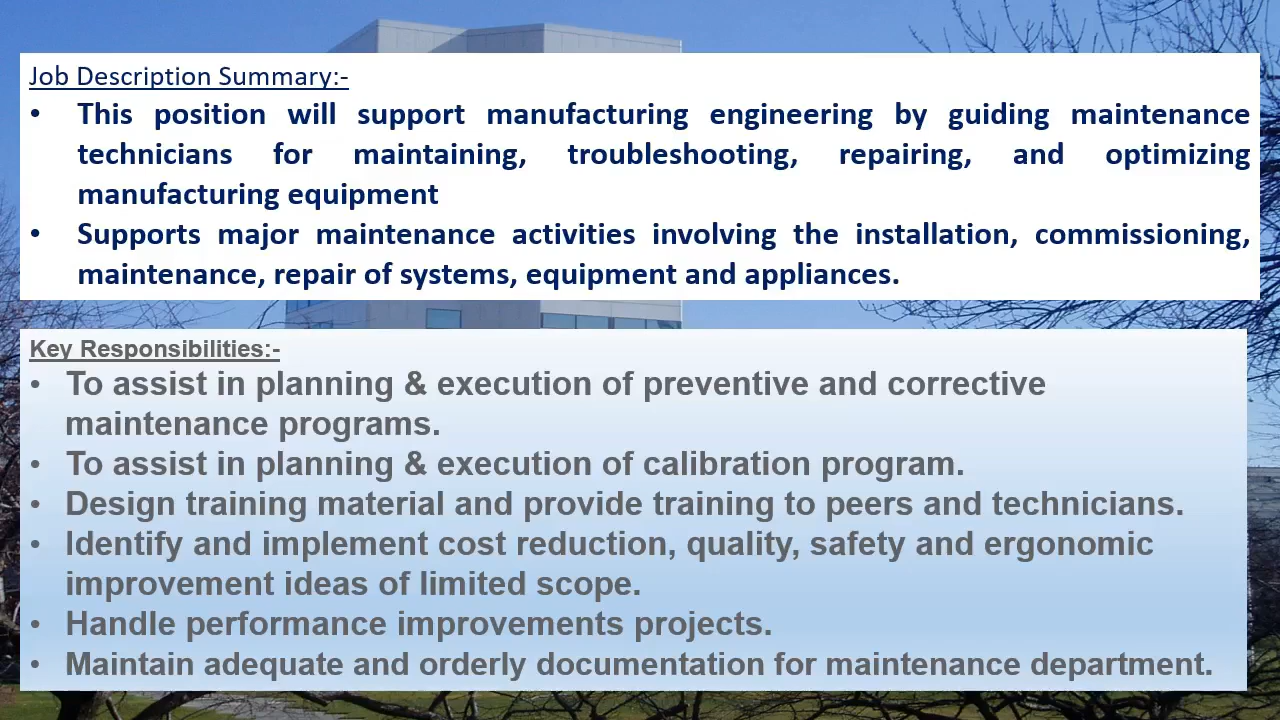 Job Description Summary:-
• This position will support manufacturing engineering by guiding maintenance
technicians for maintaining, troubleshooting, repairing, and optimizing
manufacturing equipment
• Supports major maintenance activities involving the installation, commissioning,
maintenance, repair of systems, equipment and appliances.
Key Responsibilities:-
• To assist in planning & execution of preventive and corrective
maintenance programs.
• To assist in planning & execution of calibration program.
• Design training material and provide training to peers and technicians.
• Identify and implement cost reduction, quality, safety and ergonomic
improvement ideas of limited scope.
• Handle performance improvements projects.
• Maintain adequate and orderly documentation for maintenance department.